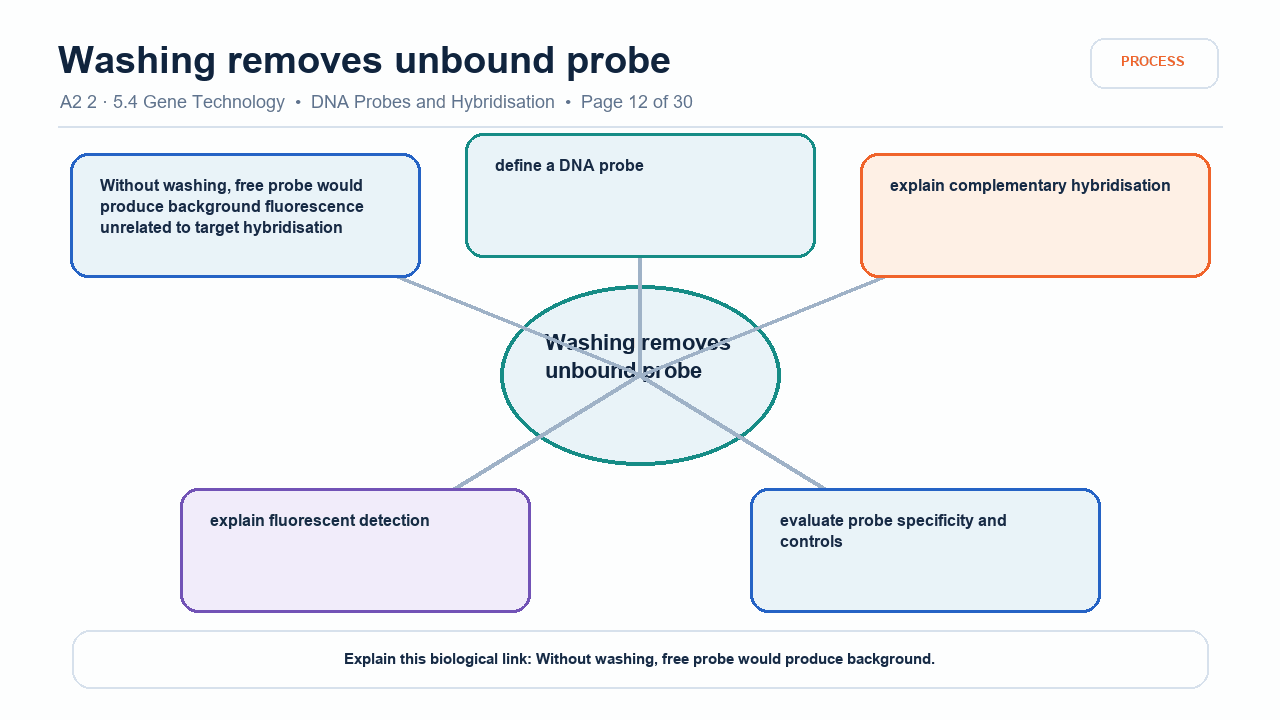 Washing removes unbound probe
PROCESS
A2 2 · 5.4 Gene Technology • DNA Probes and Hybridisation • Page 12 of 30
Without washing, free probe would
produce background fluorescence
unrelated to target hybridisation
define a DNA probe
explain complementary hybridisation
Washing removes
unbound probe
explain fluorescent detection
evaluate probe specificity and
controls
Explain this biological link: Without washing, free probe would produce background.